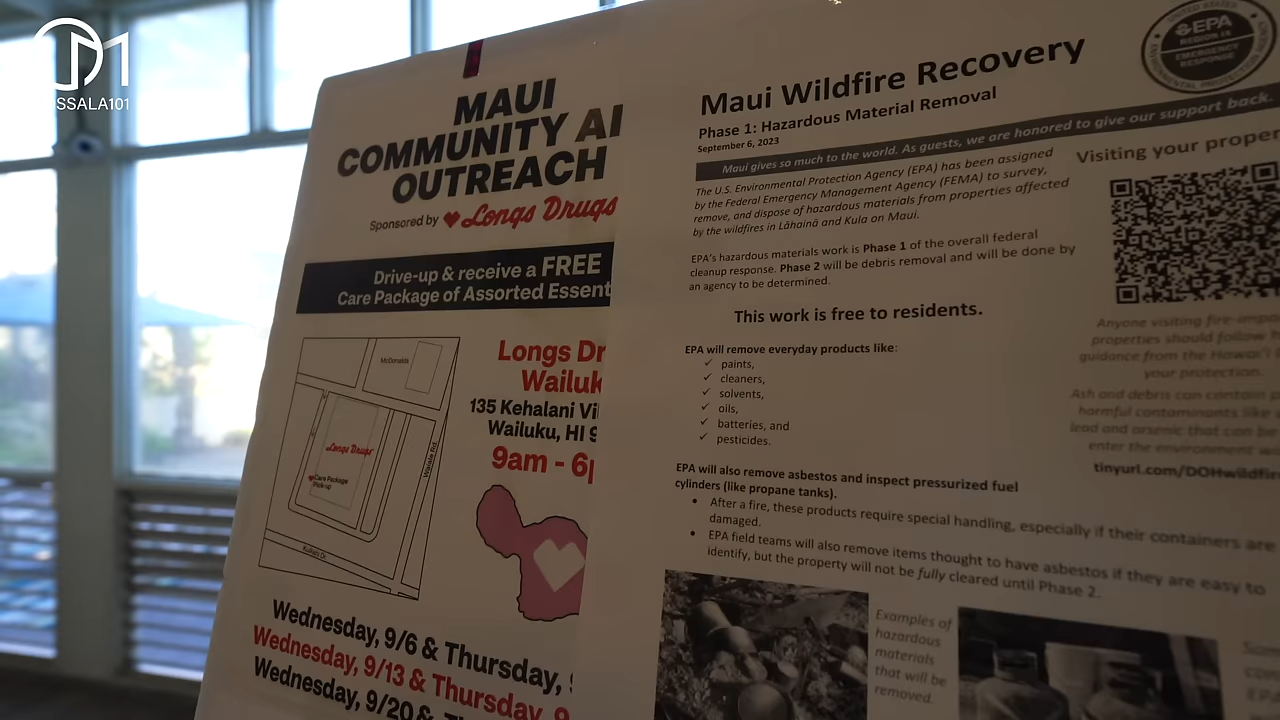 SSALA101
MAUI
COMMUNITY AI
OUTREACH
Sponsored by Longs Drugs
Drive-up & receive a FREE
Care Package of Assorted Essent
McDonalds
Longs Drugs
Care Package
Pick-up
Waiale Rd
Kuikahi Dr
Longs Dr
Wailuk
135 Kehalani Vil
Wailuku, HI 9
9am - 6p
Wednesday, 9/6 & Thursday,
Wednesday, 9/13 & Thursday, 9
Wednesday, 9/20 &
Maui Wildfire Recovery
Phase 1: Hazardous Material Removal
September 6, 2023
UNITED STATES
EPA
REGION IX
EMERGENCY
RESPONSE
Maui gives so much to the world. As guests, we are honored to give our support back.
The U.S. Environmental Protection Agency (EPA) has been assigned
by the Federal Emergency Management Agency (FEMA) to survey,
remove, and dispose of hazardous materials from properties affected
by the wildfires in Lāhainā and Kula on Maui.
EPA's hazardous materials work is Phase 1 of the overall federal
cleanup response. Phase 2 will be debris removal and will be done by
an agency to be determined.
This work is free to residents.
EPA will remove everyday products like:
✓ paints,
✓ cleaners,
✓ solvents,
✓ oils,
✓ batteries, and
✓ pesticides.
EPA will also remove asbestos and inspect pressurized fuel
cylinders (like propane tanks).
• After a fire, these products require special handling, especially if their containers are
damaged.
• EPA field teams will also remove items thought to have asbestos if they are easy to
identify, but the property will not be fully cleared until Phase 2.
Examples of
hazardous
materials
that will be
removed.
Visiting your proper
Anyone visiting fire-impa
properties should follow
guidance from the Hawai'i
your protection.
Ash and debris can contain
harmful contaminants like
lead and arsenic that can be
enter the environment
tinyurl.com/DOHwildfir